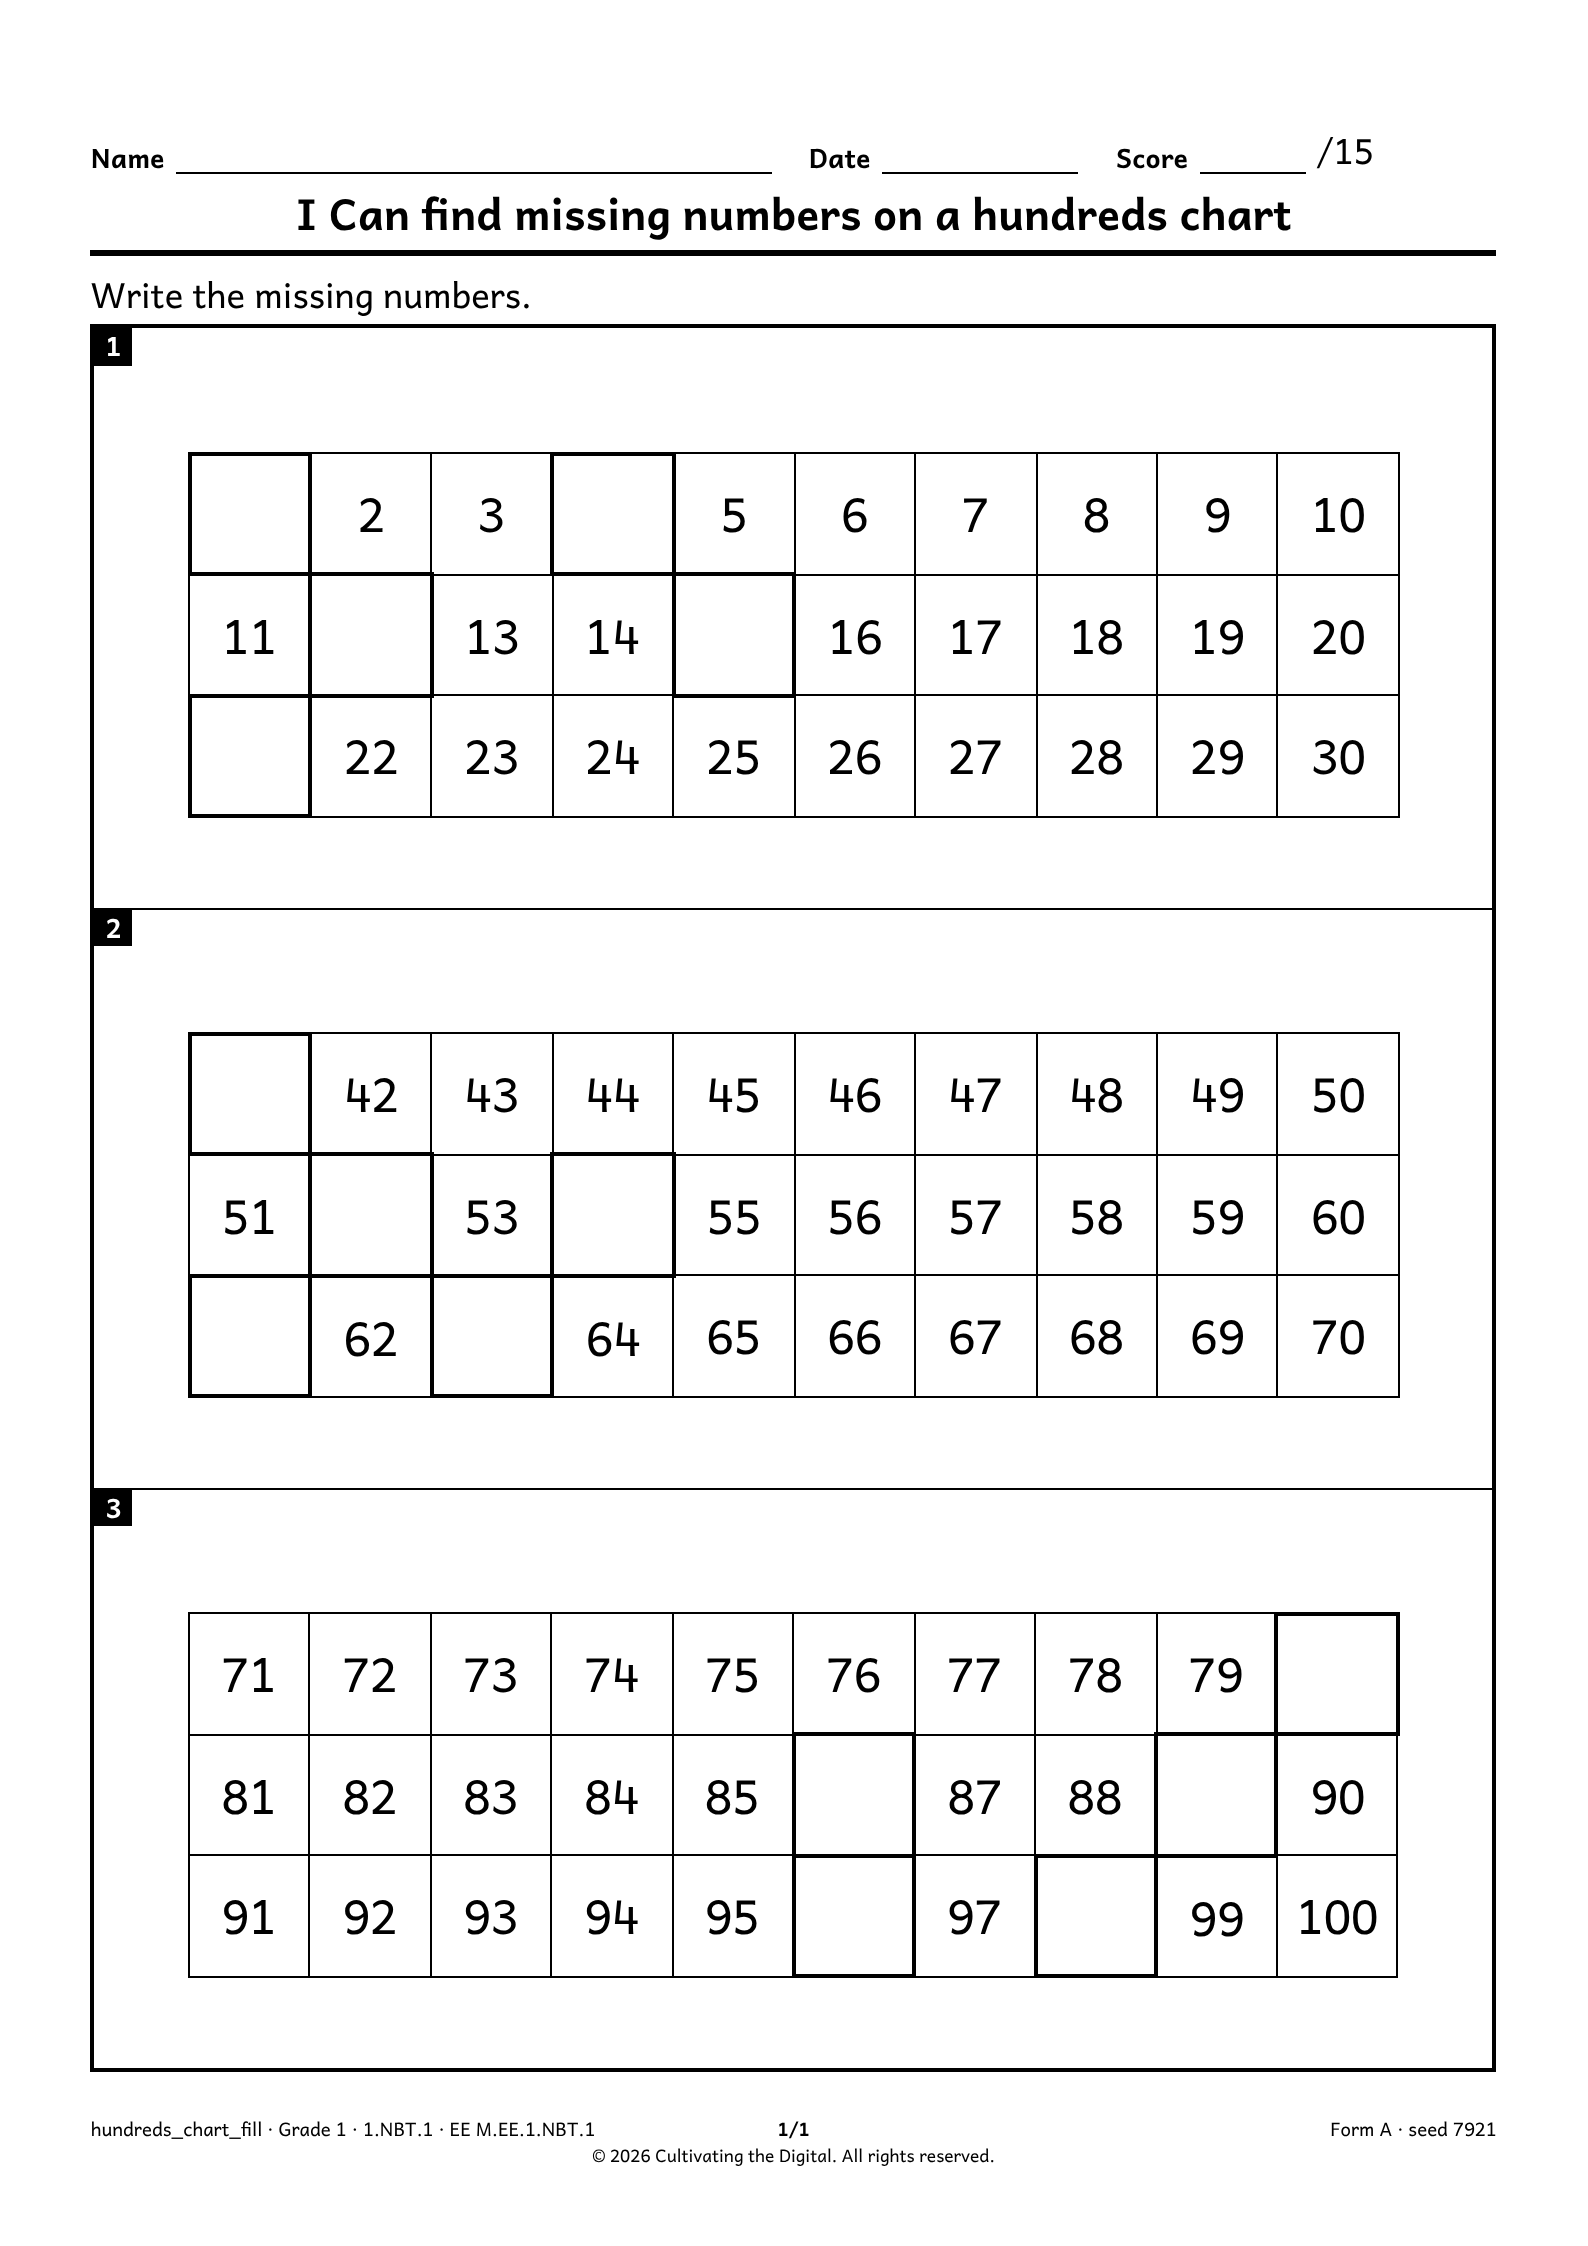 Name Date Score /15
I Can find missing numbers on a hundreds chart
Write the missing numbers.
1
2 3 5 6 7 8 9 10
11 13 14 16 17 18 19 20
22 23 24 25 26 27 28 29 30
2
42 43 44 45 46 47 48 49 50
51 53 55 56 57 58 59 60
62 64 65 66 67 68 69 70
3
71 72 73 74 75 76 77 78 79
81 82 83 84 85 87 88 90
91 92 93 94 95 97 99 100
hundreds_chart_fill · Grade 1 · 1.NBT.1 · EE M.EE.1.NBT.1 1/1 Form A · seed 7921
© 2026 Cultivating the Digital. All rights reserved.